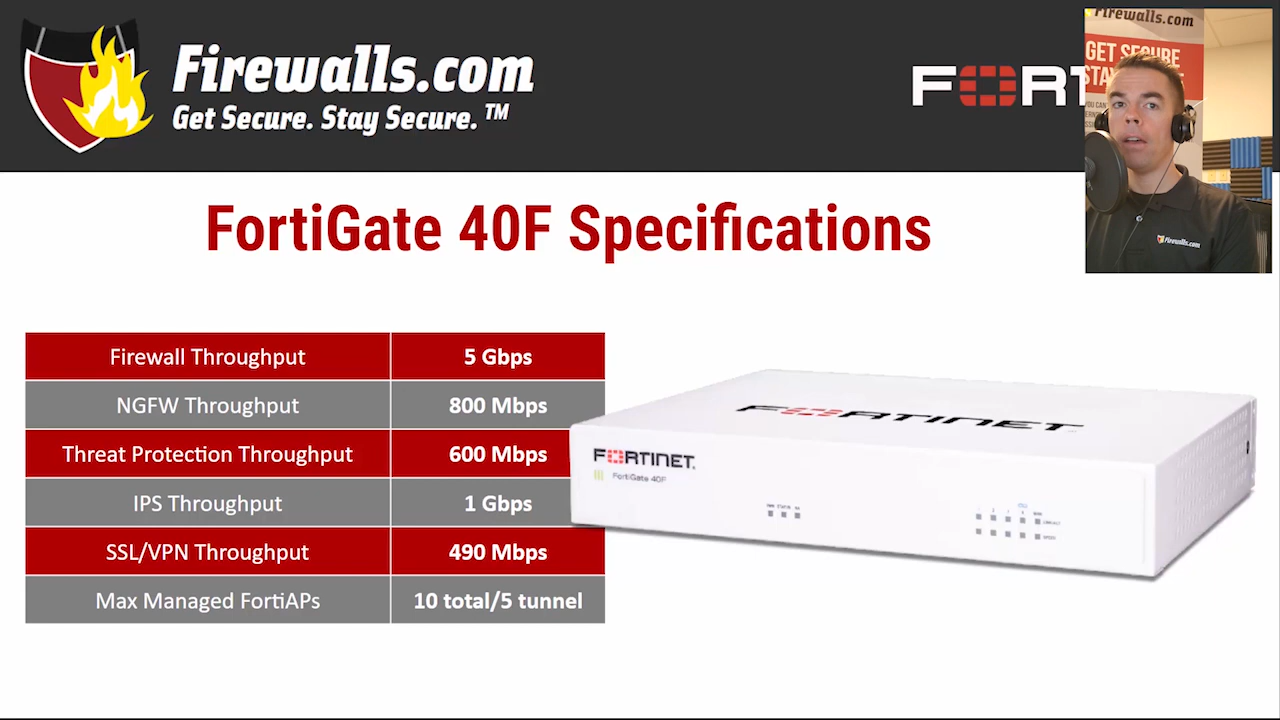 Firewalls.com
Get Secure. Stay Secure. ™
FORT
Firewalls.com
GET SECURE
STAY
Firewalls.com
FortiGate 40F Specifications
Firewall Throughput 5 Gbps
NGFW Throughput 800 Mbps
Threat Protection Throughput 600 Mbps
IPS Throughput 1 Gbps
SSL/VPN Throughput 490 Mbps
Max Managed FortiAPs 10 total/5 tunnel
FORTINET
FORTINET
FortiGate 40F